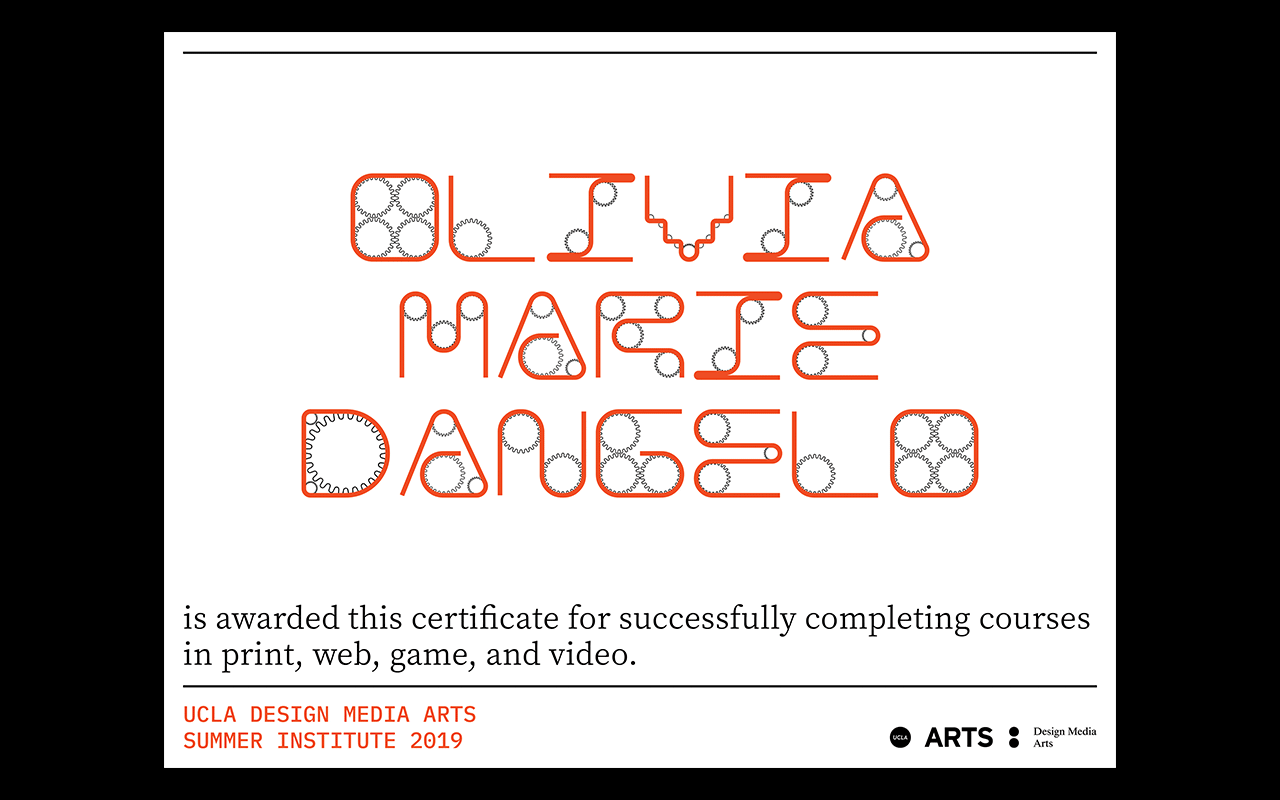 OLIVIA
MARIE
DANGELO
is awarded this certificate for successfully completing courses
in print, web, game, and video.
UCLA DESIGN MEDIA ARTS
SUMMER INSTITUTE 2019
UCLA ARTS Design Media
Arts